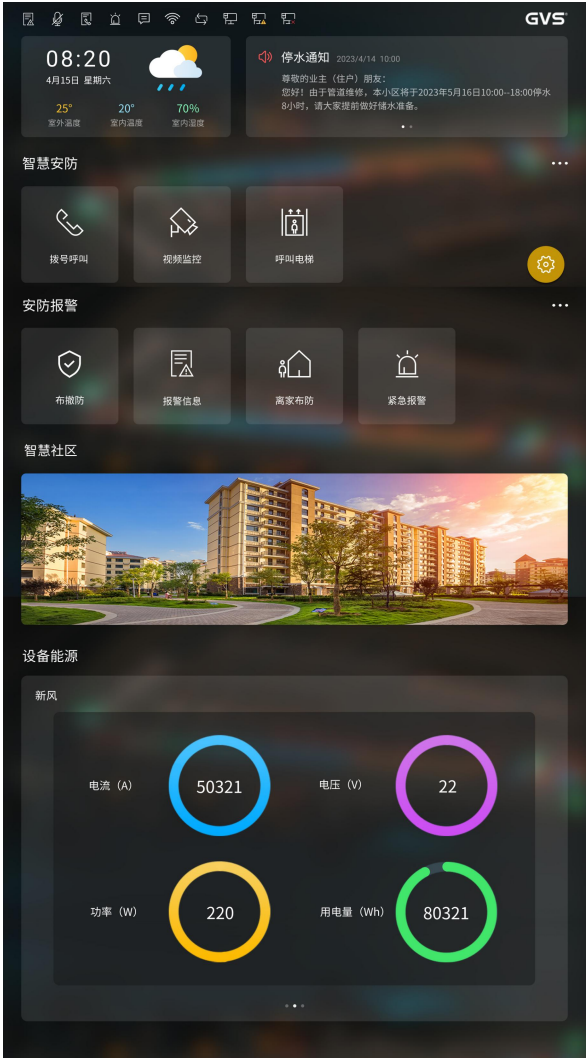 GVS
08:20
4月15日 星期六
25° 20° 70%
室外温度 室内温度 室内湿度
停水通知 2023/4/14 10:00
尊敬的业主（住户）朋友：
您好！由于管道维修，本小区将于2023年5月16日10:00--18:00停水
8小时，请大家提前做好储水准备。
智慧安防
拨号呼叫 视频监控 呼叫电梯
安防报警
布撤防 报警信息 离家布防 紧急报警
智慧社区
设备能源
新风
电流（A） 50321 电压（V） 22
功率（W） 220 用电量（Wh） 80321